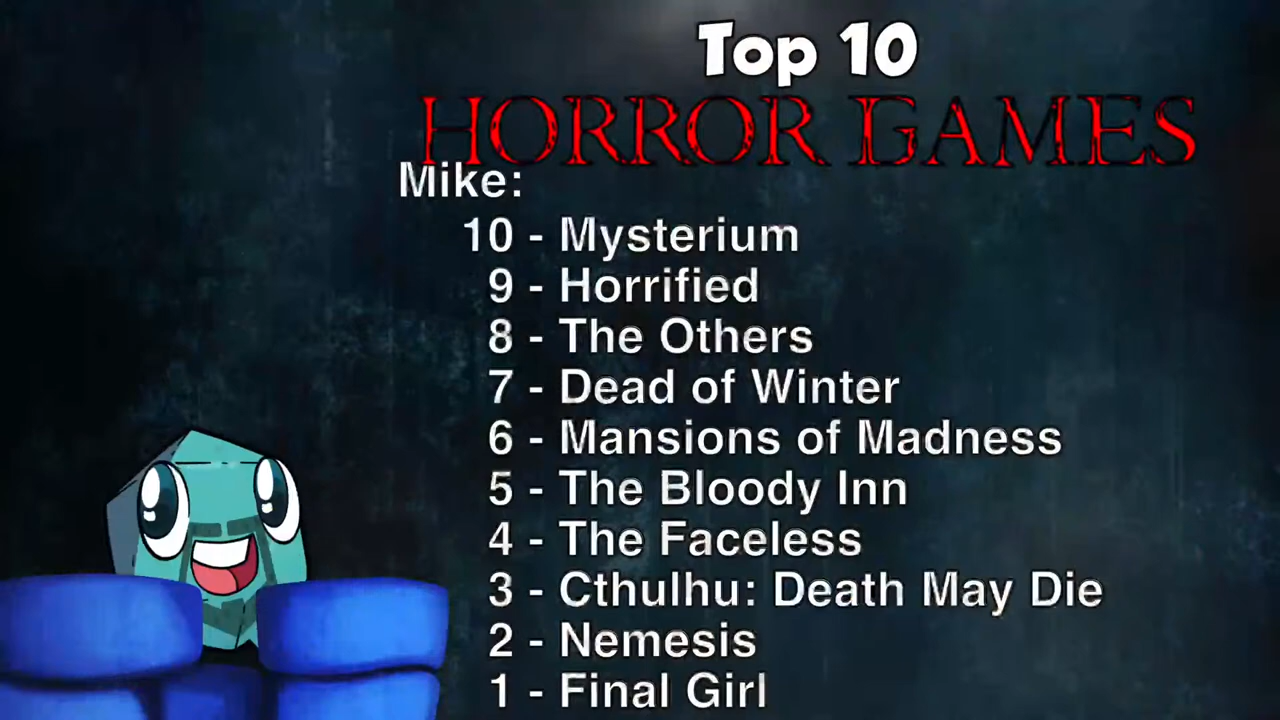 Top 10
HORROR GAMES
Mike:
10 - Mysterium
9 - Horrified
8 - The Others
7 - Dead of Winter
6 - Mansions of Madness
5 - The Bloody Inn
4 - The Faceless
3 - Cthulhu: Death May Die
2 - Nemesis
1 - Final Girl